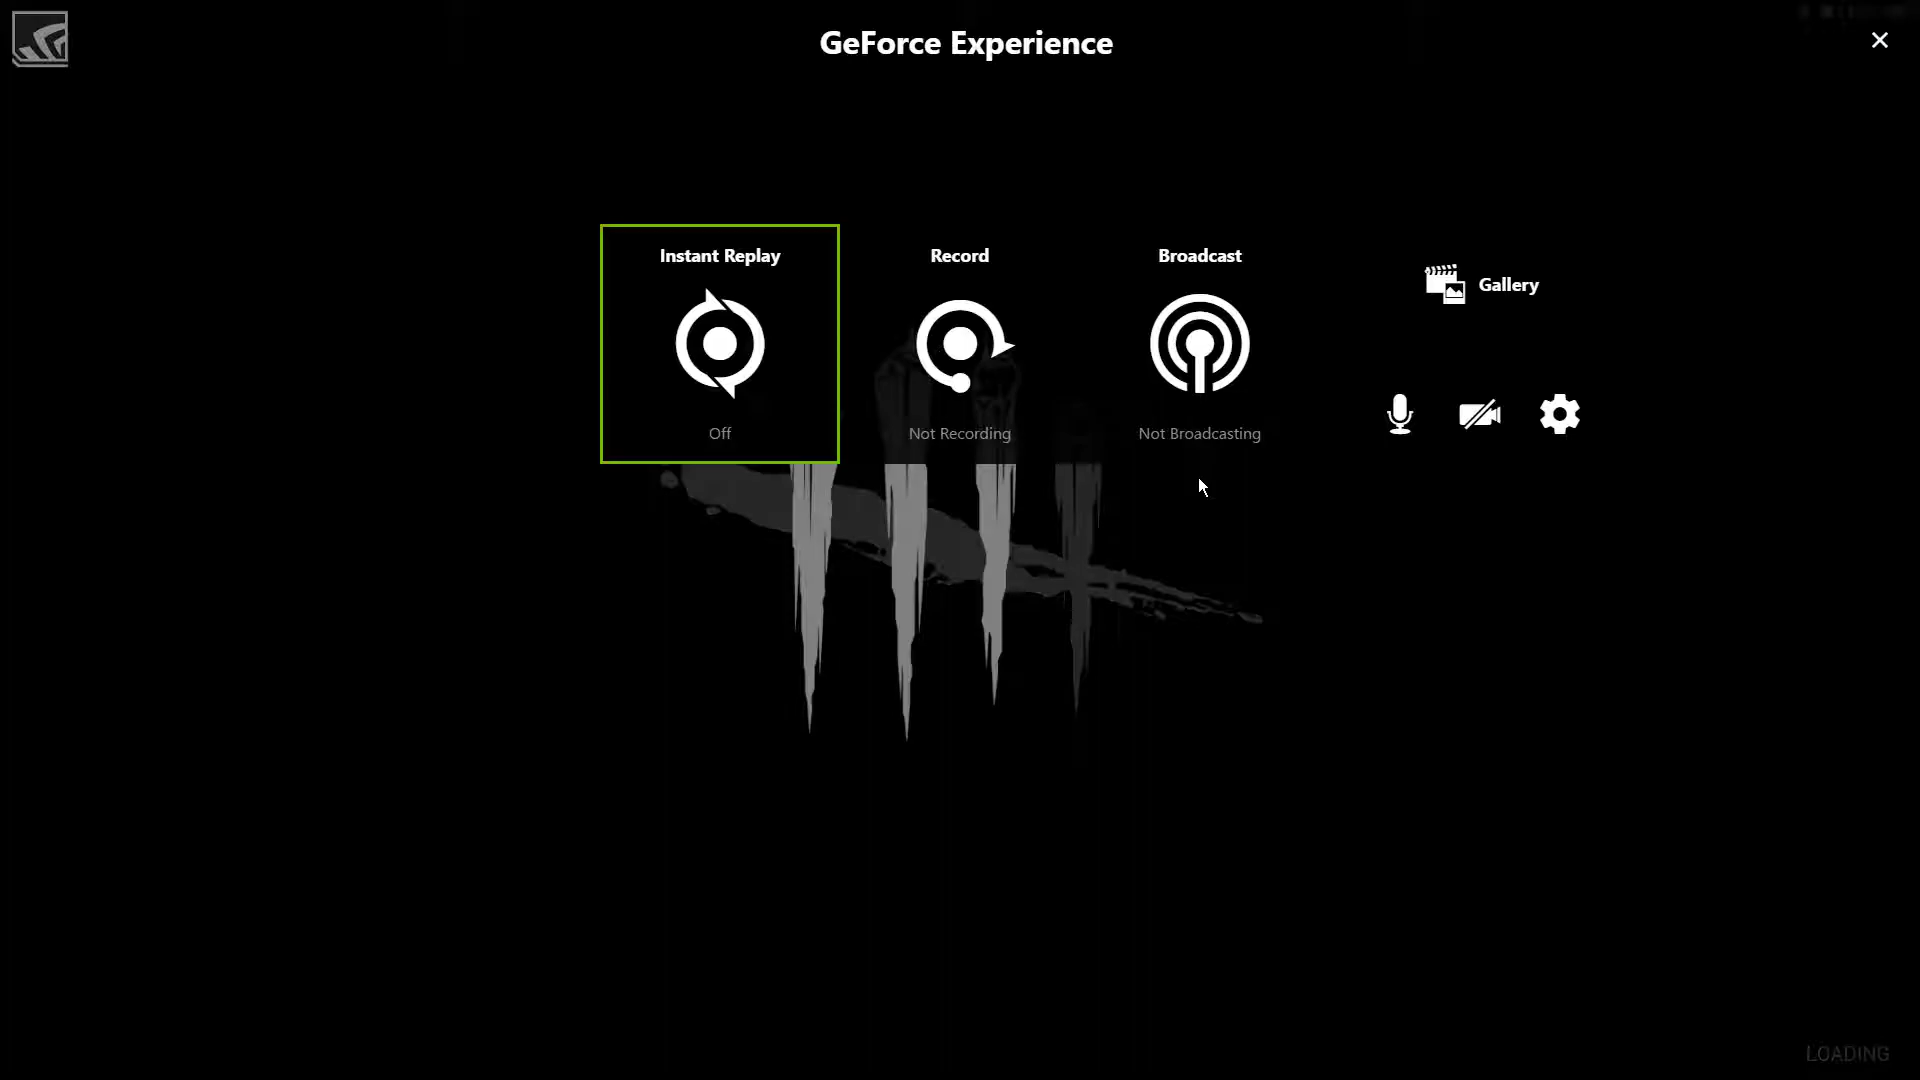 GeForce Experience
Instant Replay
Record
Broadcast
Gallery
Off
Not Recording
Not Broadcasting
LOADING